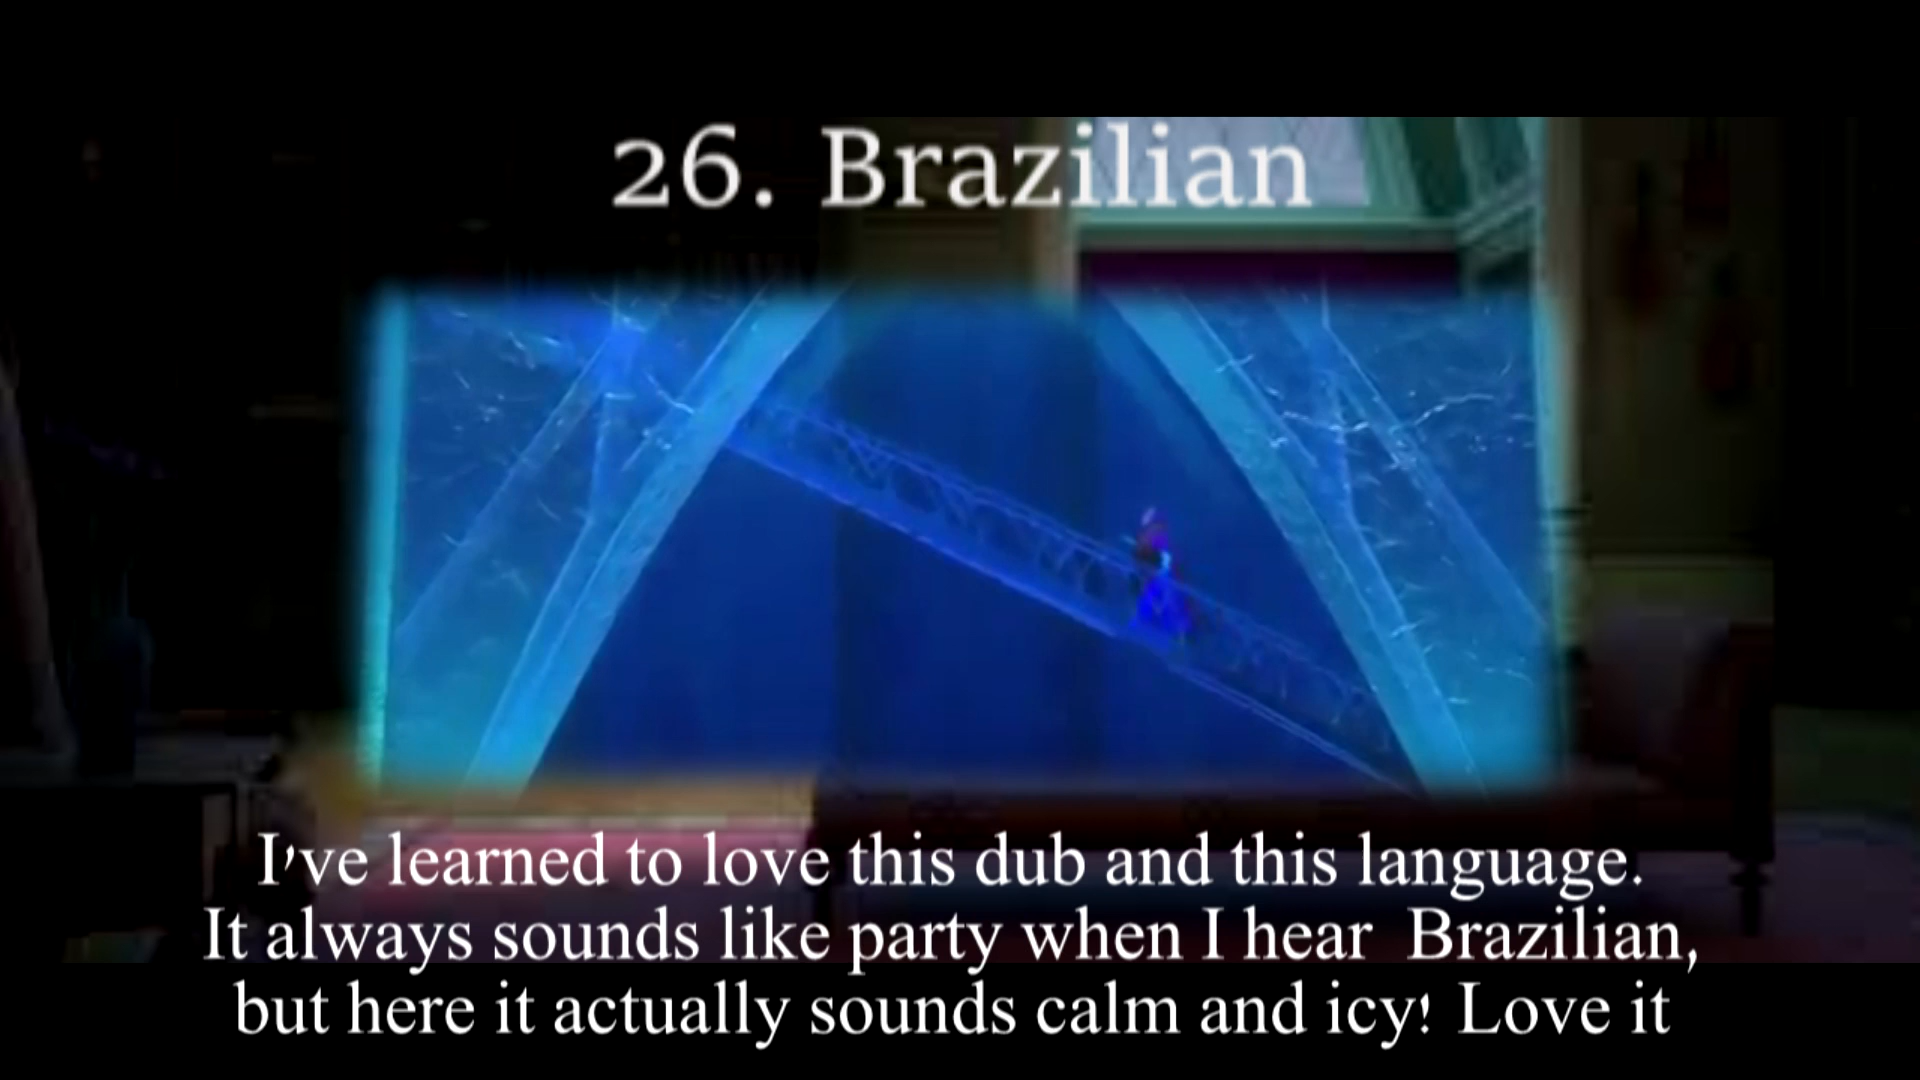 26. Brazilian
I've learned to love this dub and this language.
It always sounds like party when I hear  Brazilian,
but here it actually sounds calm and icy! Love it